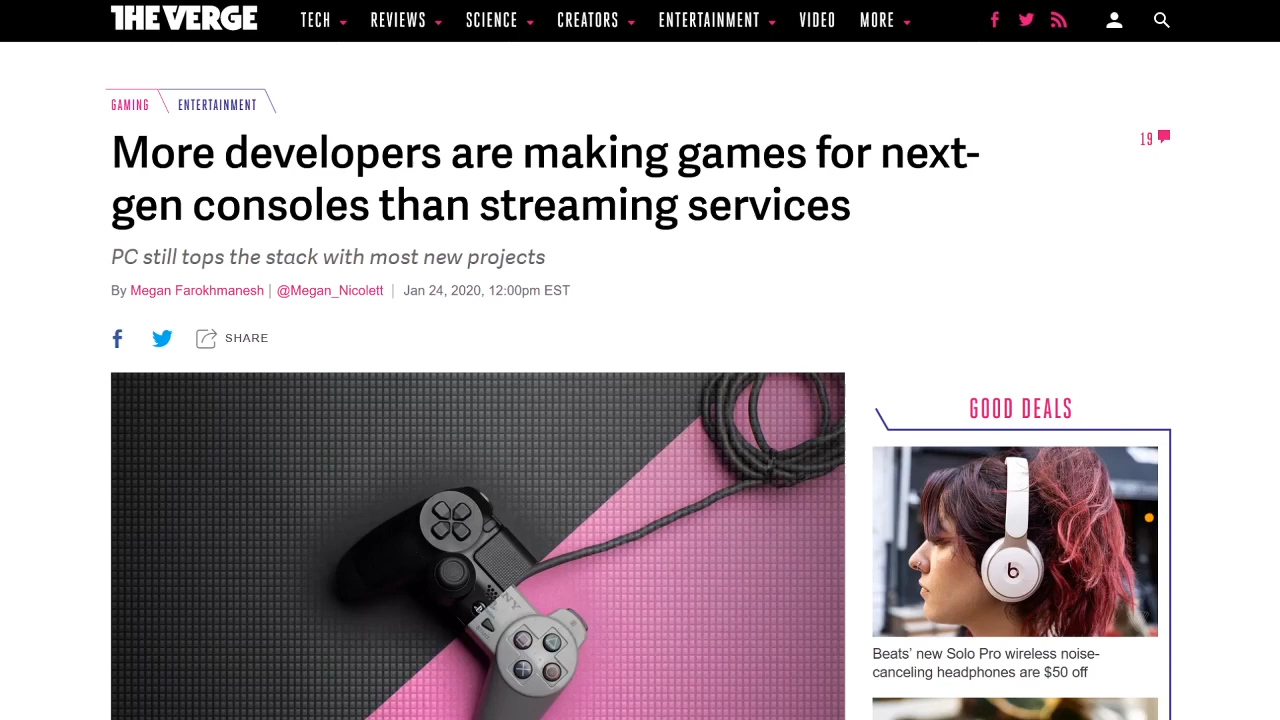 THE VERGE
TECH REVIEWS SCIENCE CREATORS ENTERTAINMENT VIDEO MORE
GAMING ENTERTAINMENT
More developers are making games for next-
gen consoles than streaming services
19
PC still tops the stack with most new projects
By Megan Farokhmanesh | @Megan_Nicolett | Jan 24, 2020, 12:00pm EST
SHARE
GOOD DEALS
b
SONY
Beats’ new Solo Pro wireless noise-
canceling headphones are $50 off